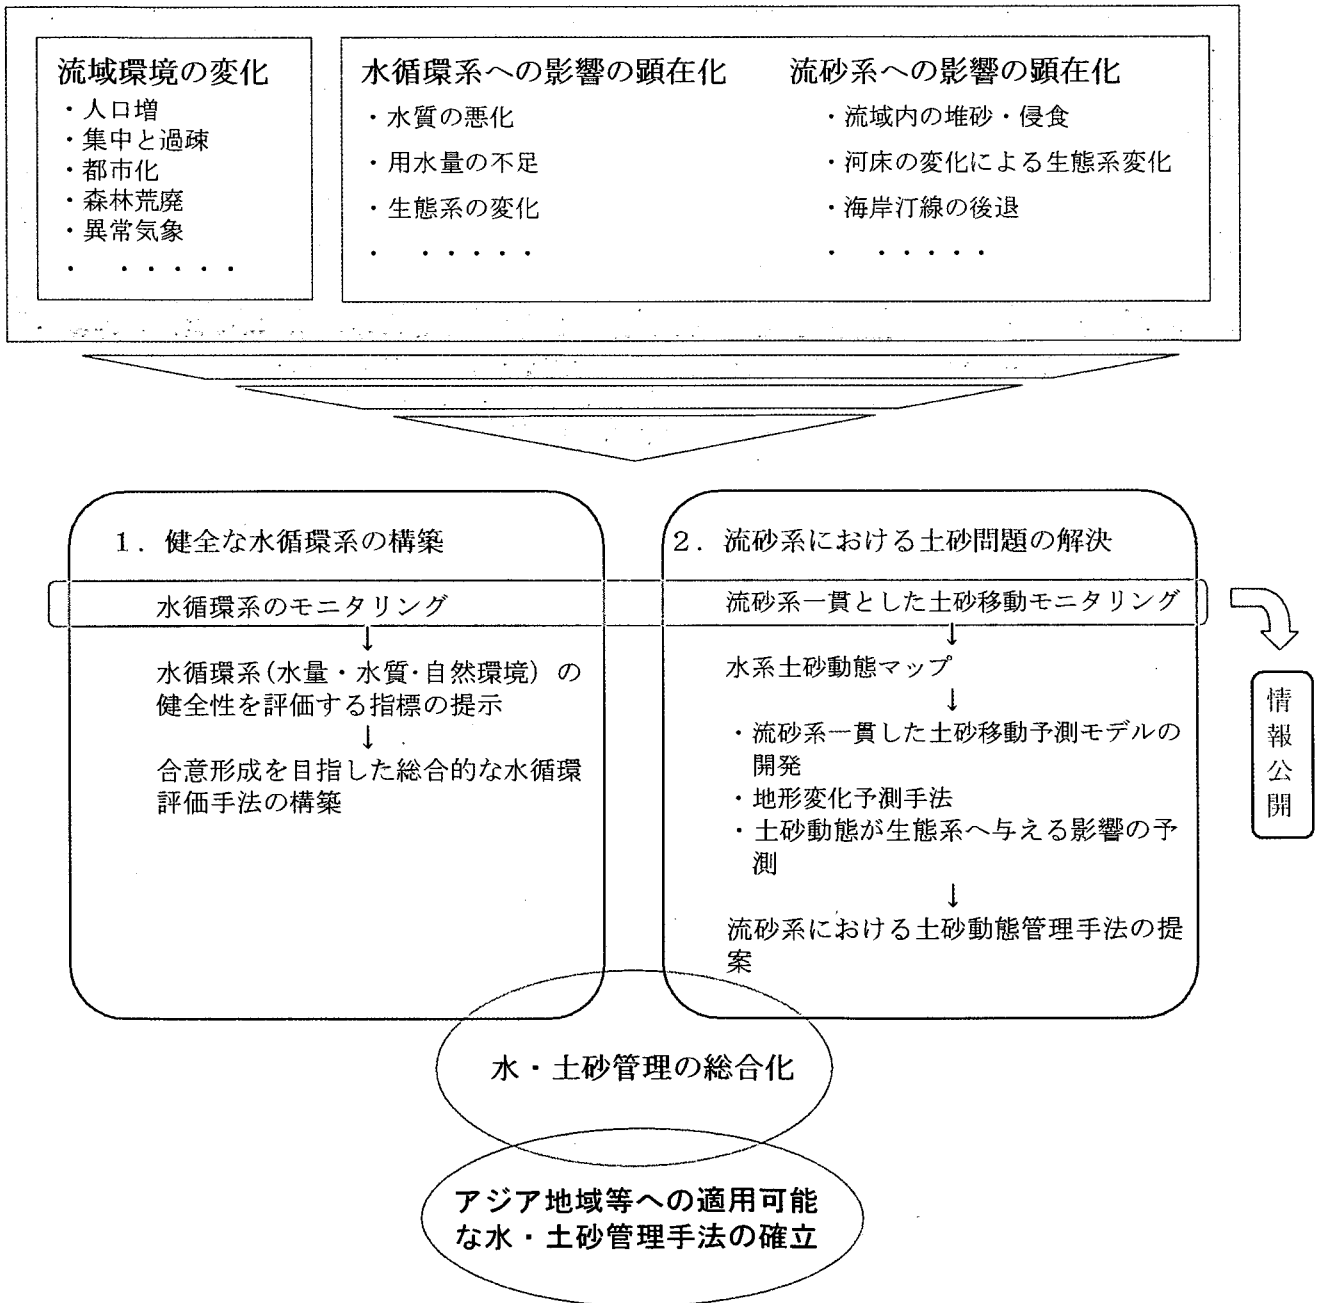 流域環境の変化
・人口増
・集中と過疎
・都市化
・森林荒廃
・異常気象
・ ・・・・・
水循環系への影響の顕在化
・水質の悪化
・用水量の不足
・生態系の変化
・ ・・・・・
流砂系への影響の顕在化
・流域内の堆砂・侵食
・河床の変化による生態系変化
・海岸汀線の後退
・ ・・・・・
1．健全な水循環系の構築
水循環系のモニタリング
↓
水循環系(水量・水質・自然環境）の
健全性を評価する指標の提示
↓
合意形成を目指した総合的な水循環
評価手法の構築
2．流砂系における土砂問題の解決
流砂系一貫とした土砂移動モニタリング
↓
水系土砂動態マップ
↓
・流砂系一貫した土砂移動予測モデルの
開発
・地形変化予測手法
・土砂動態が生態系へ与える影響の予
測
↓
流砂系における土砂動態管理手法の提
案
情報公開
水・土砂管理の総合化
アジア地域等への適用可能
な水・土砂管理手法の確立